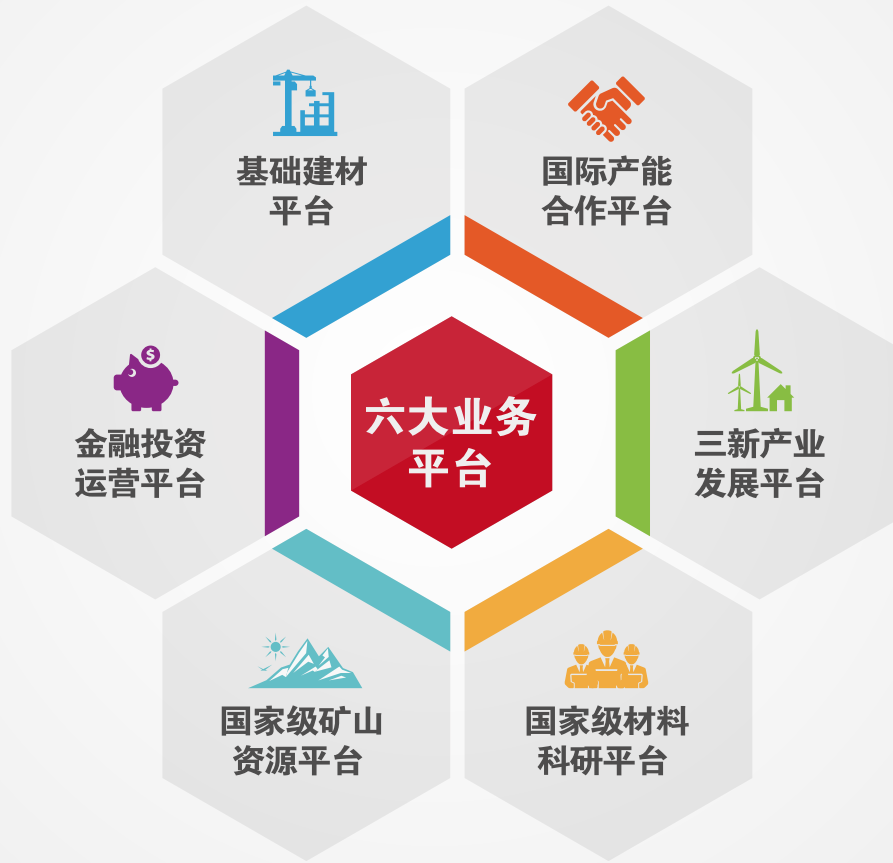 基础建材
平台
国际产能
合作平台
金融投资
运营平台
六大业务
平台
三新产业
发展平台
国家级矿山
资源平台
国家级材料
科研平台